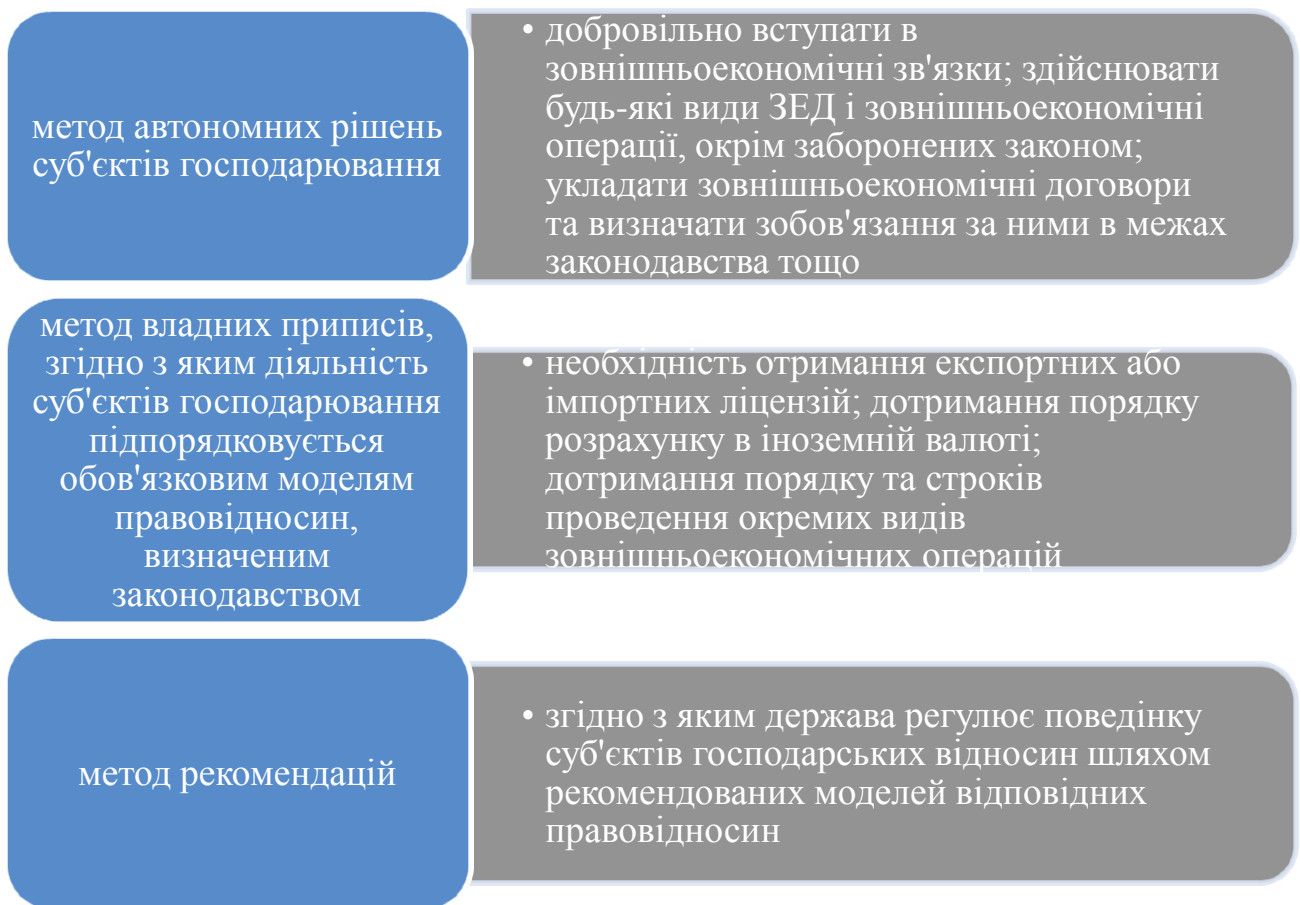 метод автономних рішень
суб'єктів господарювання
• добровільно вступати в
зовнішньоекономічні зв'язки; здійснювати
будь-які види ЗЕД і зовнішньоекономічні
операції, окрім заборонених законом;
укладати зовнішньоекономічні договори
та визначати зобов'язання за ними в межах
законодавства тощо
метод владних приписів,
згідно з яким діяльність
суб'єктів господарювання
підпорядковується
обов'язковим моделям
правовідносин,
визначеним
законодавством
• необхідність отримання експортних або
імпортних ліцензій; дотримання порядку
розрахунку в іноземній валюті;
дотримання порядку та строків
проведення окремих видів
зовнішньоекономічних операцій
метод рекомендацій
• згідно з яким держава регулює поведінку
суб'єктів господарських відносин шляхом
рекомендованих моделей відповідних
правовідносин